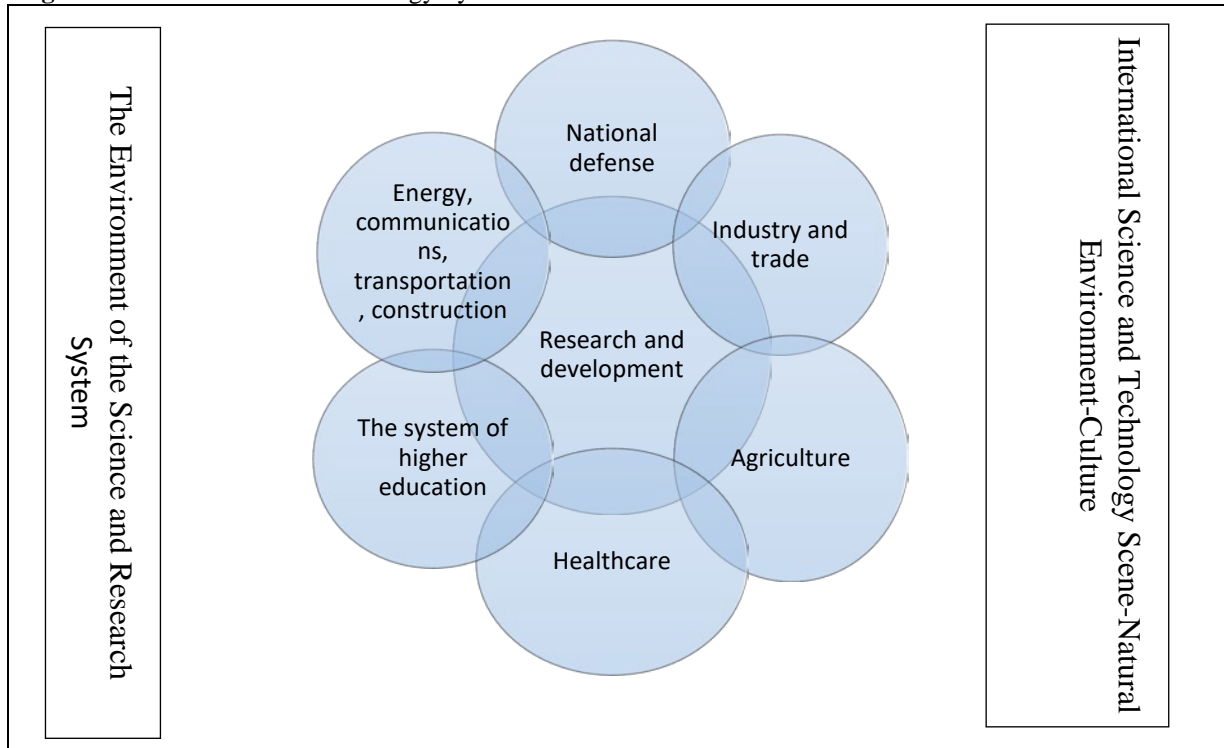 The Environment of the Science and Research
System
National
defense
Energy,
communicatio
ns,
transportation
, construction
Industry and
trade
Research and
development
The system of
higher
education
Agriculture
Healthcare
International Science and Technology Scene-Natural
Environment-Culture